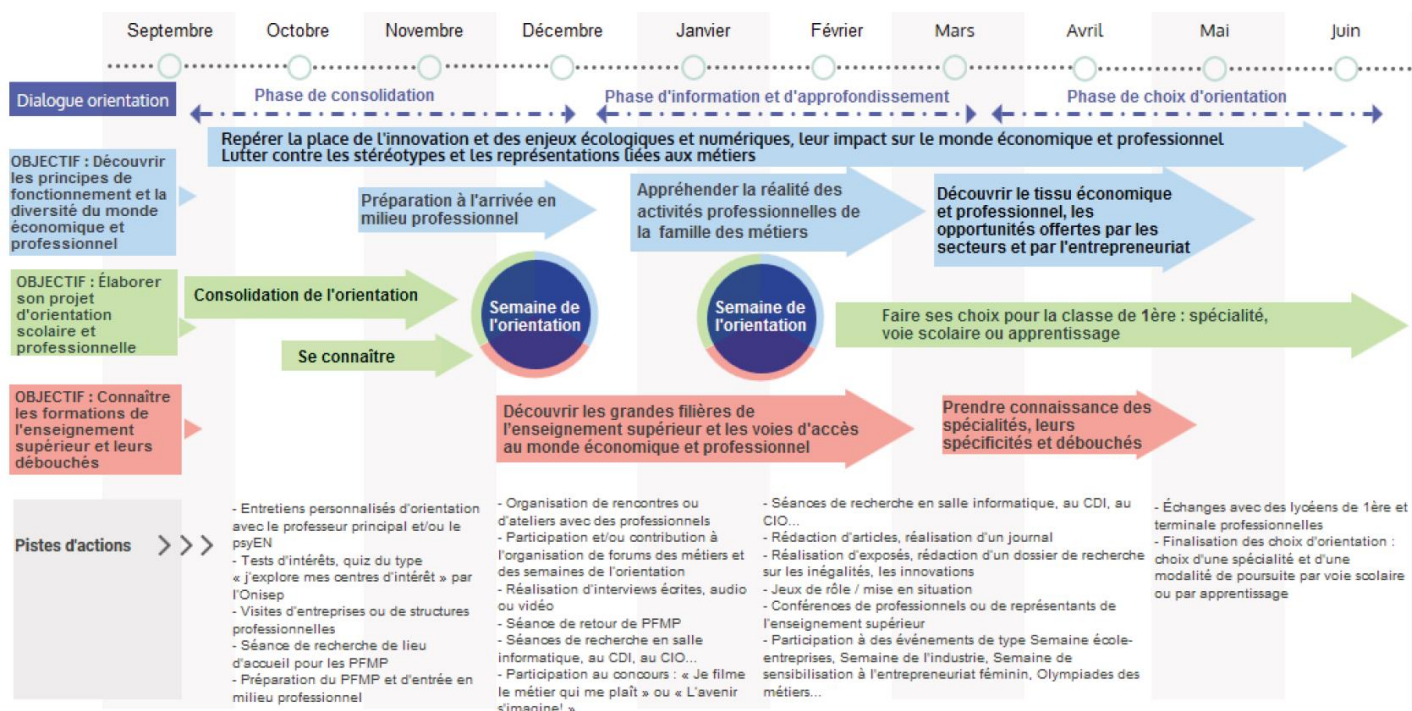 Septembre
Octobre
Novembre
Décembre
Janvier
Février
Mars
Avril
Mai
Juin
Dialogue orientation
Phase de consolidation
Phase d'information et d'approfondissement
Phase de choix d'orientation
Repérer la place de l'innovation et des enjeux écologiques et numériques, leur impact sur le monde économique et professionnel
Lutter contre les stéréotypes et les représentations liées aux métiers
OBJECTIF : Découvrir
les principes de
fonctionnement et la
diversité du monde
économique et
professionnel
Préparation à l'arrivée en
milieu professionnel
Appréhender la réalité des
activités professionnelles de
la famille des métiers
Découvrir le tissu économique
et professionnel, les
opportunités offertes par les
secteurs et par l'entrepreneuriat
OBJECTIF : Élaborer
son projet
d'orientation
scolaire et
professionnelle
Consolidation de l'orientation
Se connaître
Semaine de
l'orientation
Semaine de
l'orientation
Faire ses choix pour la classe de 1ère : spécialité,
voie scolaire ou apprentissage
OBJECTIF : Connaître
les formations de
l'enseignement
supérieur et leurs
débouchés
Découvrir les grandes filières de
l'enseignement supérieur et les voies d'accès
au monde économique et professionnel
Prendre connaissance des
spécialités, leurs
spécificités et débouchés
Pistes d'actions
- Entretiens personnalisés d'orientation
avec le professeur principal et/ou le
psyEN
- Tests d'intérêts, quiz du type
« j'explore mes centres d'intérêt » par
l'Onisep
- Visites d'entreprises ou de structures
professionnelles
- Séance de recherche de lieu
d'accueil pour les PFMP
- Préparation du PFMP et d'entrée en
milieu professionnel
- Organisation de rencontres ou
d'ateliers avec des professionnels
- Participation et/ou contribution à
l'organisation de forums des métiers et
des semaines de l'orientation
- Réalisation d'interviews écrites, audio
ou vidéo
- Séance de retour de PFMP
- Séances de recherche en salle
informatique, au CDI, au CIO...
- Participation au concours : « Je filme
le métier qui me plaît » ou « L'avenir
s'imagine! »
- Séances de recherche en salle informatique, au CDI, au
CIO...
- Rédaction d'articles, réalisation d'un journal
- Réalisation d'exposés, rédaction d'un dossier de recherche
sur les inégalités, les innovations
- Jeux de rôle / mise en situation
- Conférences de professionnels ou de représentants de
l'enseignement supérieur
- Participation à des événements de type Semaine école-
entreprises, Semaine de l'industrie, Semaine de
sensibilisation à l'entrepreneuriat féminin, Olympiades des
métiers...
- Échanges avec des lycéens de 1ère et
terminale professionnelles
- Finalisation des choix d'orientation :
choix d'une spécialité et d'une
modalité de poursuite par voie scolaire
ou par apprentissage